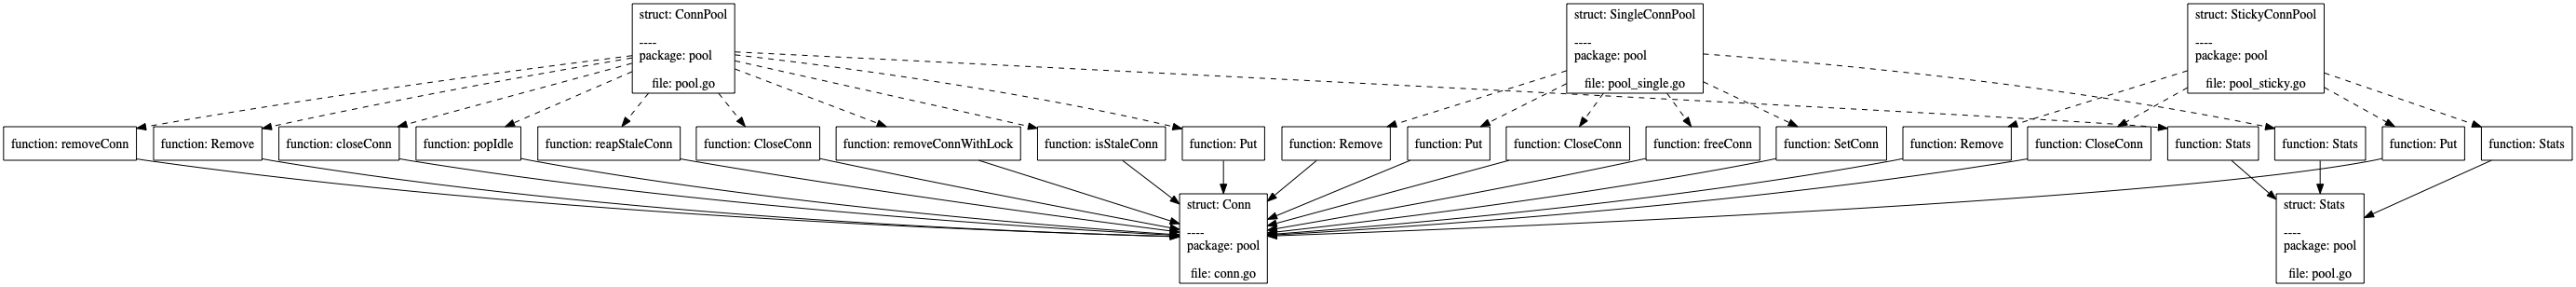 struct: ConnPool
----
package: pool
file: pool.go
struct: SingleConnPool
----
package: pool
file: pool_single.go
struct: StickyConnPool
----
package: pool
file: pool_sticky.go
function: removeConn
function: Remove
function: closeConn
function: popIdle
function: reapStaleConn
function: CloseConn
function: removeConnWithLock
function: isStaleConn
function: Put
function: Remove
function: Put
function: CloseConn
function: freeConn
function: SetConn
function: Remove
function: CloseConn
function: Stats
function: Stats
function: Put
function: Stats
struct: Conn
----
package: pool
file: conn.go
struct: Stats
----
package: pool
file: pool.go